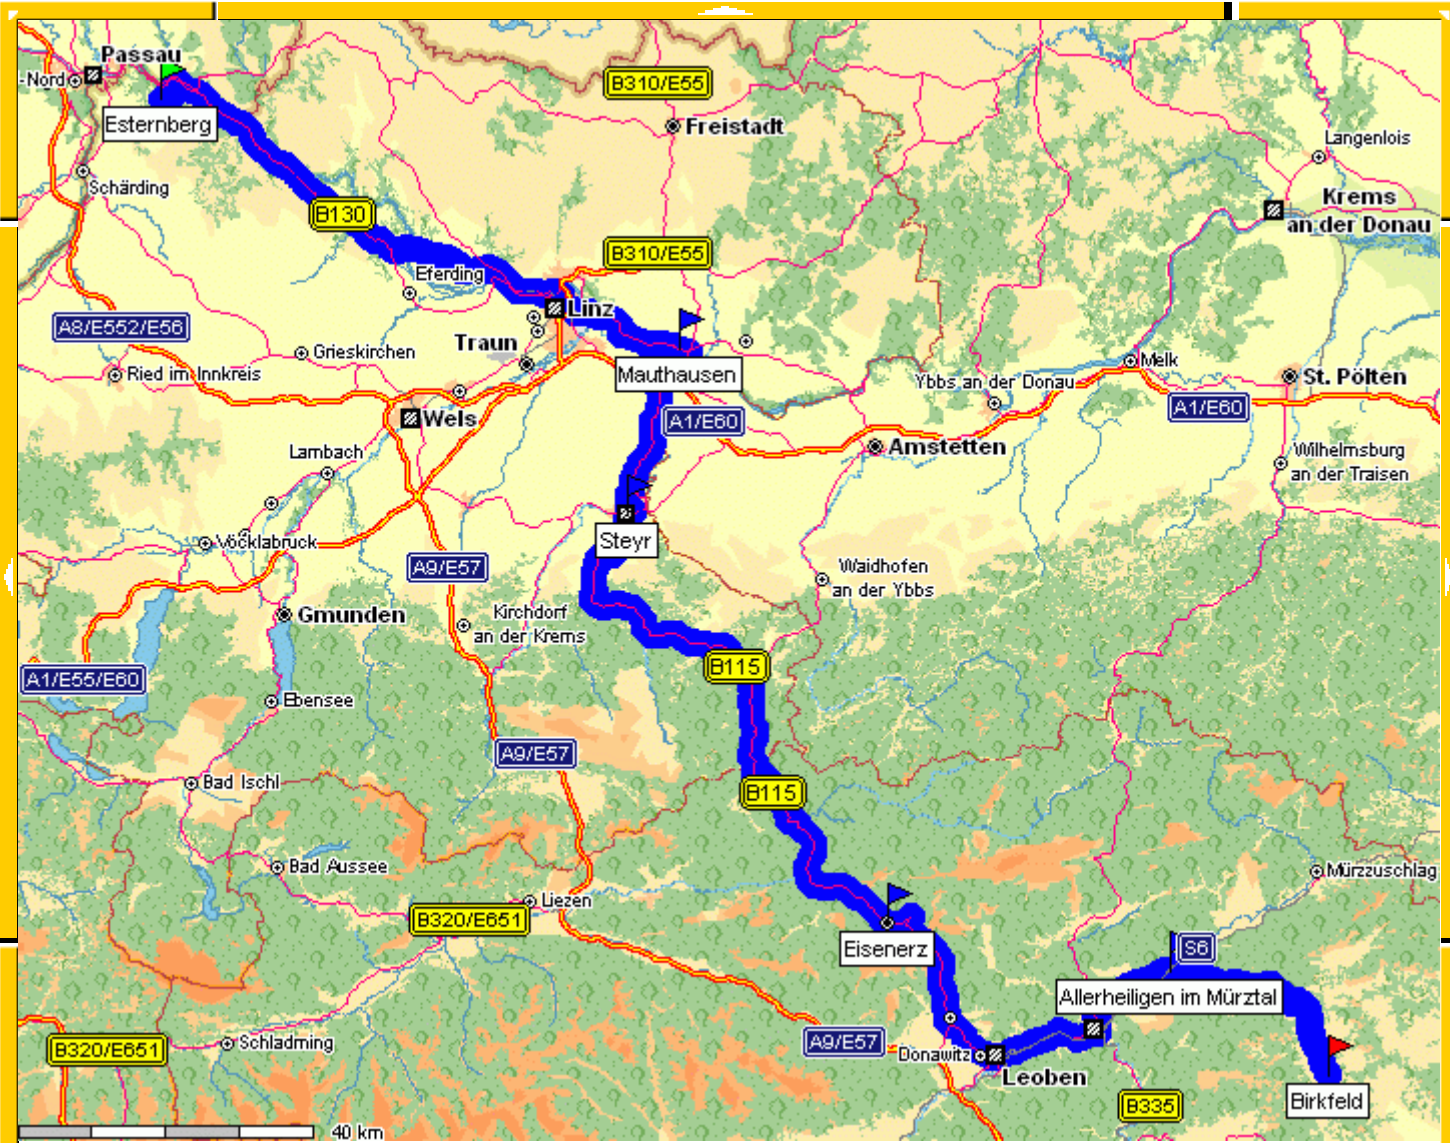 Passau
-Nord
Esternberg
B310/E55
Freistadt
Langenlois
Schärding
Krems
an der Donau
B130
B310/E55
Eferding
Linz
A8/E552/E56
Traun
Grieskirchen
Ried im Innkreis
Mauthausen
Melk
Ybbs an der Donau
St. Pölten
Wels
A1/E60
A1/E60
Amstetten
Lambach
Wilhelmsburg
an der Traisen
Steyr
Vöcklabruck
A9/E57
Waidhofen
an der Ybbs
Gmunden
Kirchdorf
an der Krems
B115
A1/E55/E60
Ebensee
A9/E57
Bad Ischl
B115
Bad Aussee
Mürzzuschlag
Liezen
B320/E651
Eisenerz
S6
Allerheiligen im Mürztal
Schladming
B320/E651
A9/E57
Donawitz
Leoben
B335
Birkfeld
40 km